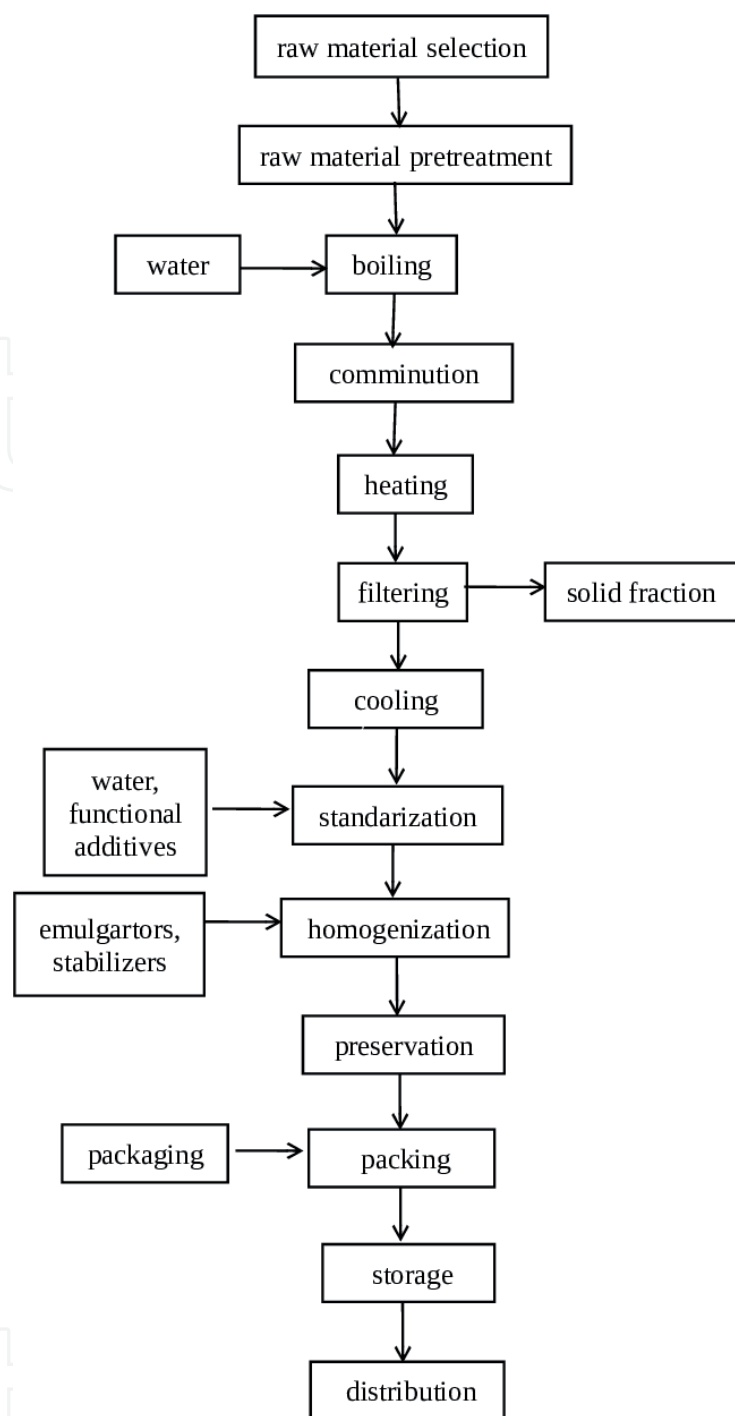 raw material selection
raw material pretreatment
water
boiling
comminution
heating
filtering
solid fraction
cooling
water,
functional
additives
standarization
emulgartors,
stabilizers
homogenization
preservation
packaging
packing
storage
distribution